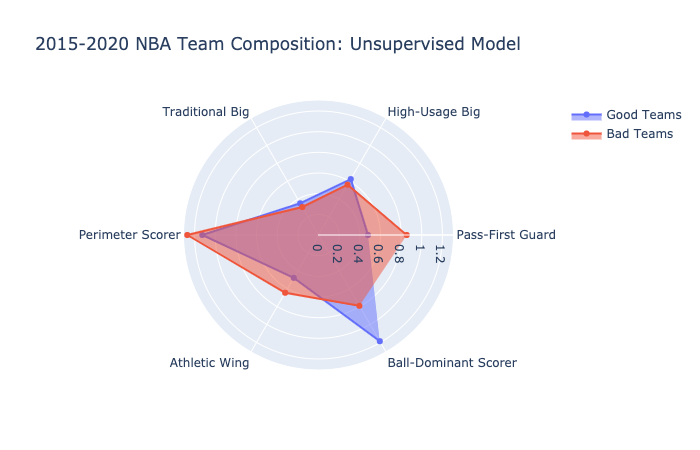 2015-2020 NBA Team Composition: Unsupervised Model
Traditional Big
High-Usage Big
Good Teams
Bad Teams
Perimeter Scorer
Pass-First Guard
0
0.2
0.4
0.6
0.8
1
1.2
Athletic Wing
Ball-Dominant Scorer